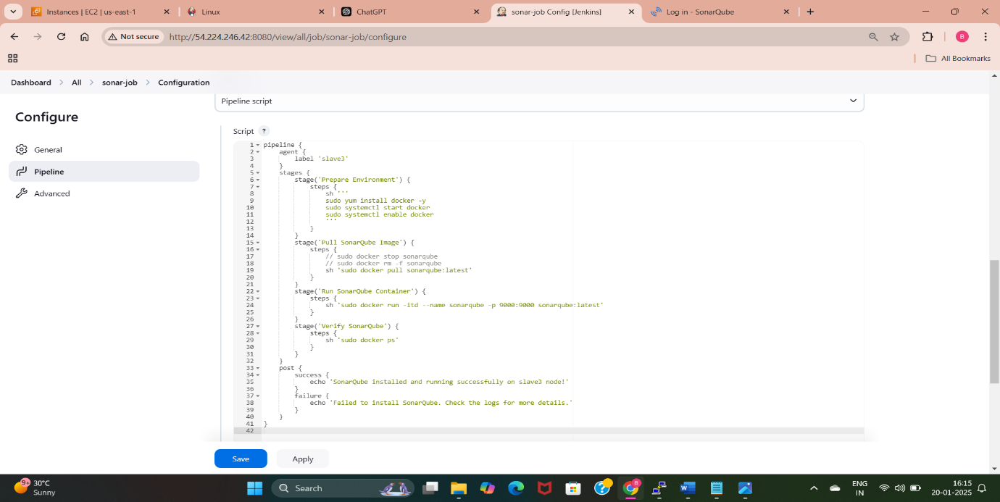 Instances | EC2 | us-east-1
Linux
ChatGPT
sonar-job Config [Jenkins]
Log in - SonarQube
Not secure
http://54.224.246.42:8080/view/all/job/sonar-job/configure
B
All Bookmarks
Dashboard > All > sonar-job > Configuration
Configure
General
Pipeline
Advanced
Pipeline script
Script ?
1 pipeline {
2 agent {
3 label 'slave3'
4 }
5 stages {
6 stage('Prepare Environment') {
7 steps {
8 sh '''
9 sudo yum install docker -y
10 sudo systemctl start docker
11 sudo systemctl enable docker
12 '''
13 }
14 }
15 stage('Pull SonarQube Image') {
16 steps {
17 // sudo docker stop sonarqube
18 // sudo docker rm -f sonarqube
19 sh 'sudo docker pull sonarqube:latest'
20 }
21 }
22 stage('Run SonarQube Container') {
23 steps {
24 sh 'sudo docker run -itd --name sonarqube -p 9000:9000 sonarqube:latest'
25 }
26 }
27 stage('Verify SonarQube') {
28 steps {
29 sh 'sudo docker ps'
30 }
31 }
32 }
33 post {
34 success {
35 echo 'SonarQube installed and running successfully on slave3 node!'
36 }
37 failure {
38 echo 'Failed to install SonarQube. Check the logs for more details.'
39 }
40 }
41 }
42
Save
Apply
9+
30°C
Sunny
Search
B
ENG
IN
16:15
20-01-2025